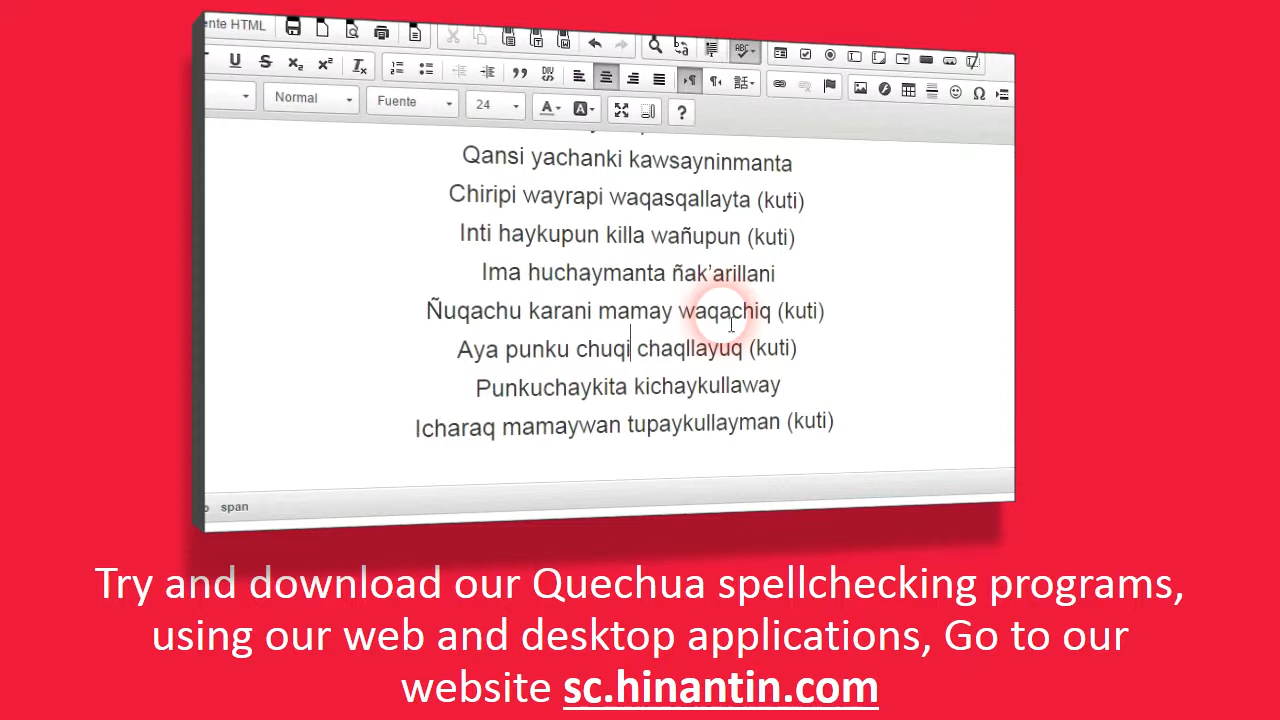 ente HTML
Normal Fuente 24
Qansi yachanki kawsayninmanta
Chiripi wayrapi waqasqallayta (kuti)
Inti haykupun killa wañupun (kuti)
Ima huchaymanta ñak’arillani
Ñuqachu karani mamay waqachiq (kuti)
Aya punku chuqi chaqllayuq (kuti)
Punkuchaykita kichaykullaway
Icharaq mamaywan tupaykullayman (kuti)
span
Try and download our Quechua spellchecking programs,
using our web and desktop applications, Go to our
website sc.hinantin.com